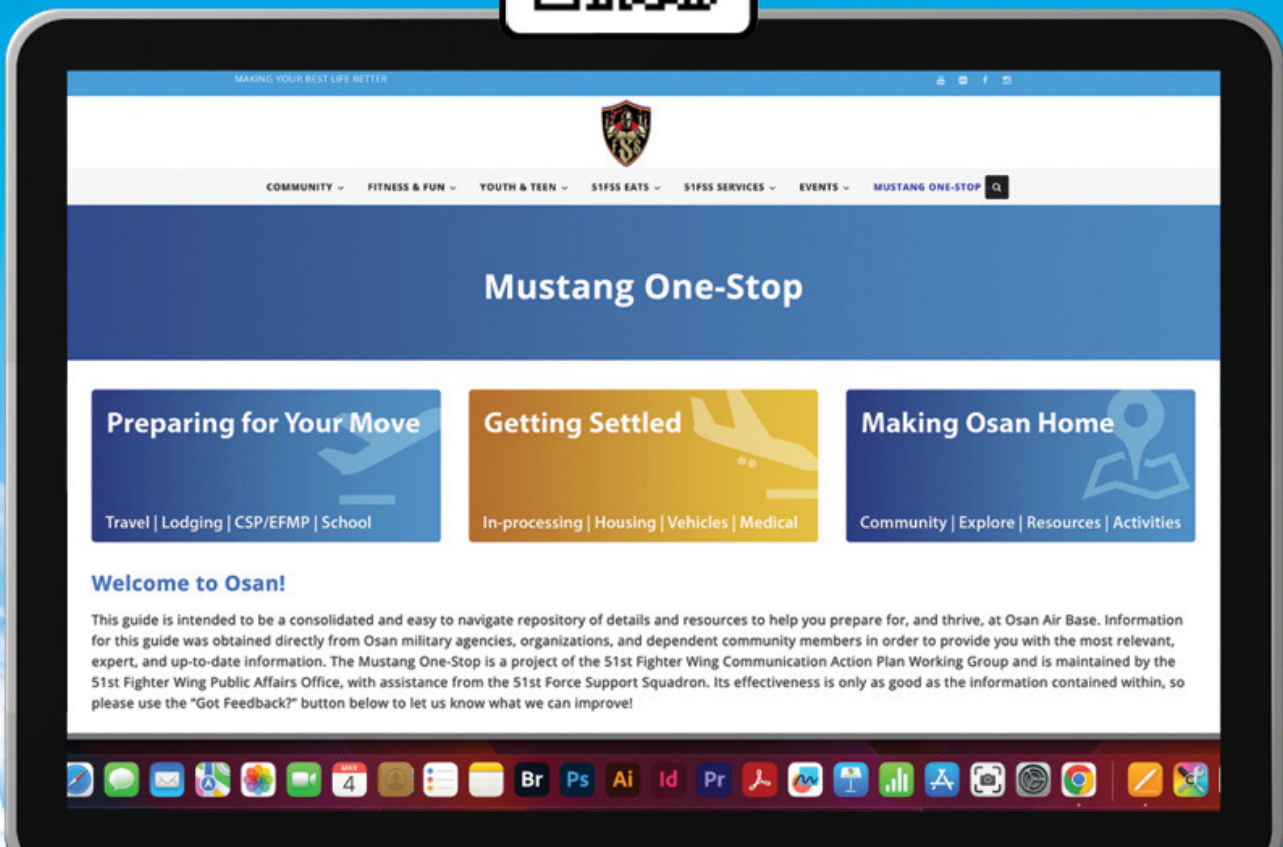 MAKING YOUR BEST LIFE BETTER
FSS
COMMUNITY FITNESS & FUN YOUTH & TEEN 51FSS EATS 51FSS SERVICES EVENTS MUSTANG ONE-STOP
Mustang One-Stop
Preparing for Your Move
Travel | Lodging | CSP/EFMP | School
Getting Settled
In-processing | Housing | Vehicles | Medical
Making Osan Home
Community | Explore | Resources | Activities
Welcome to Osan!
This guide is intended to be a consolidated and easy to navigate repository of details and resources to help you prepare for, and thrive, at Osan Air Base. Information
for this guide was obtained directly from Osan military agencies, organizations, and dependent community members in order to provide you with the most relevant,
expert, and up-to-date information. The Mustang One-Stop is a project of the 51st Fighter Wing Communication Action Plan Working Group and is maintained by the
51st Fighter Wing Public Affairs Office, with assistance from the 51st Force Support Squadron. Its effectiveness is only as good as the information contained within, so
please use the "Got Feedback?" button below to let us know what we can improve!
MAR
4
Br Ps Ai Id Pr